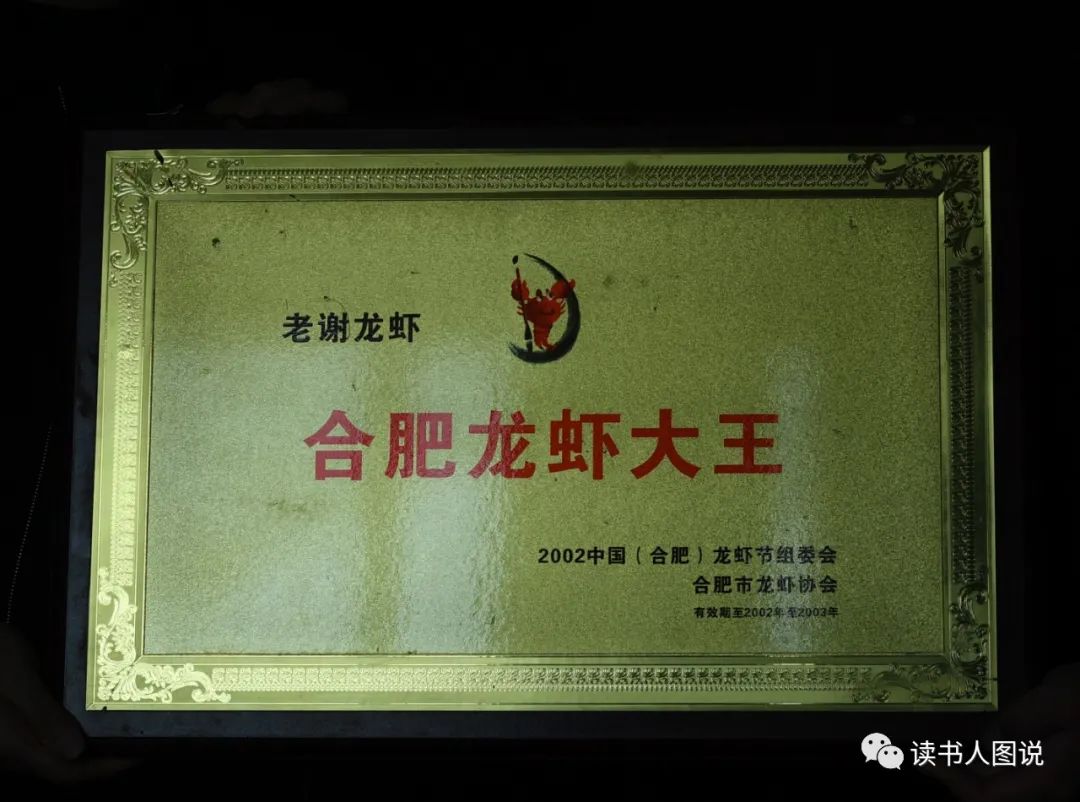 老谢龙虾
合肥龙虾大王
2002中国（合肥）龙虾节组委会
合肥市龙虾协会
有效期至2002年至2003年
读书人图说